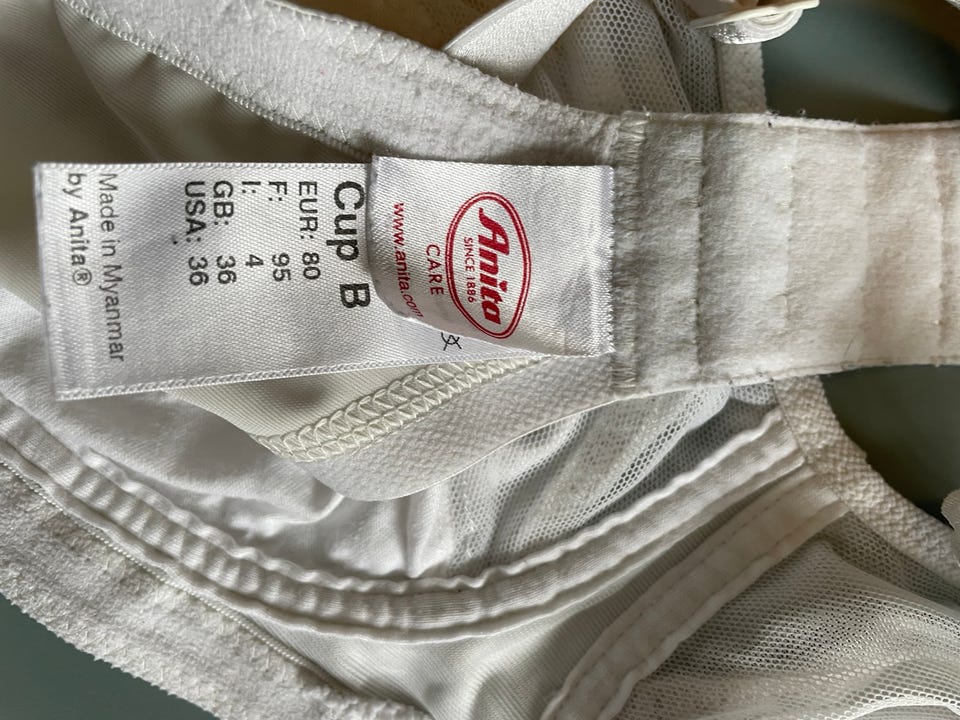 Anita
SINCE 1886
CARE
www.anita.com
Cup B
EUR: 80
F: 95
I: 4
GB: 36
USA: 36
Made in Myanmar
by Anita®